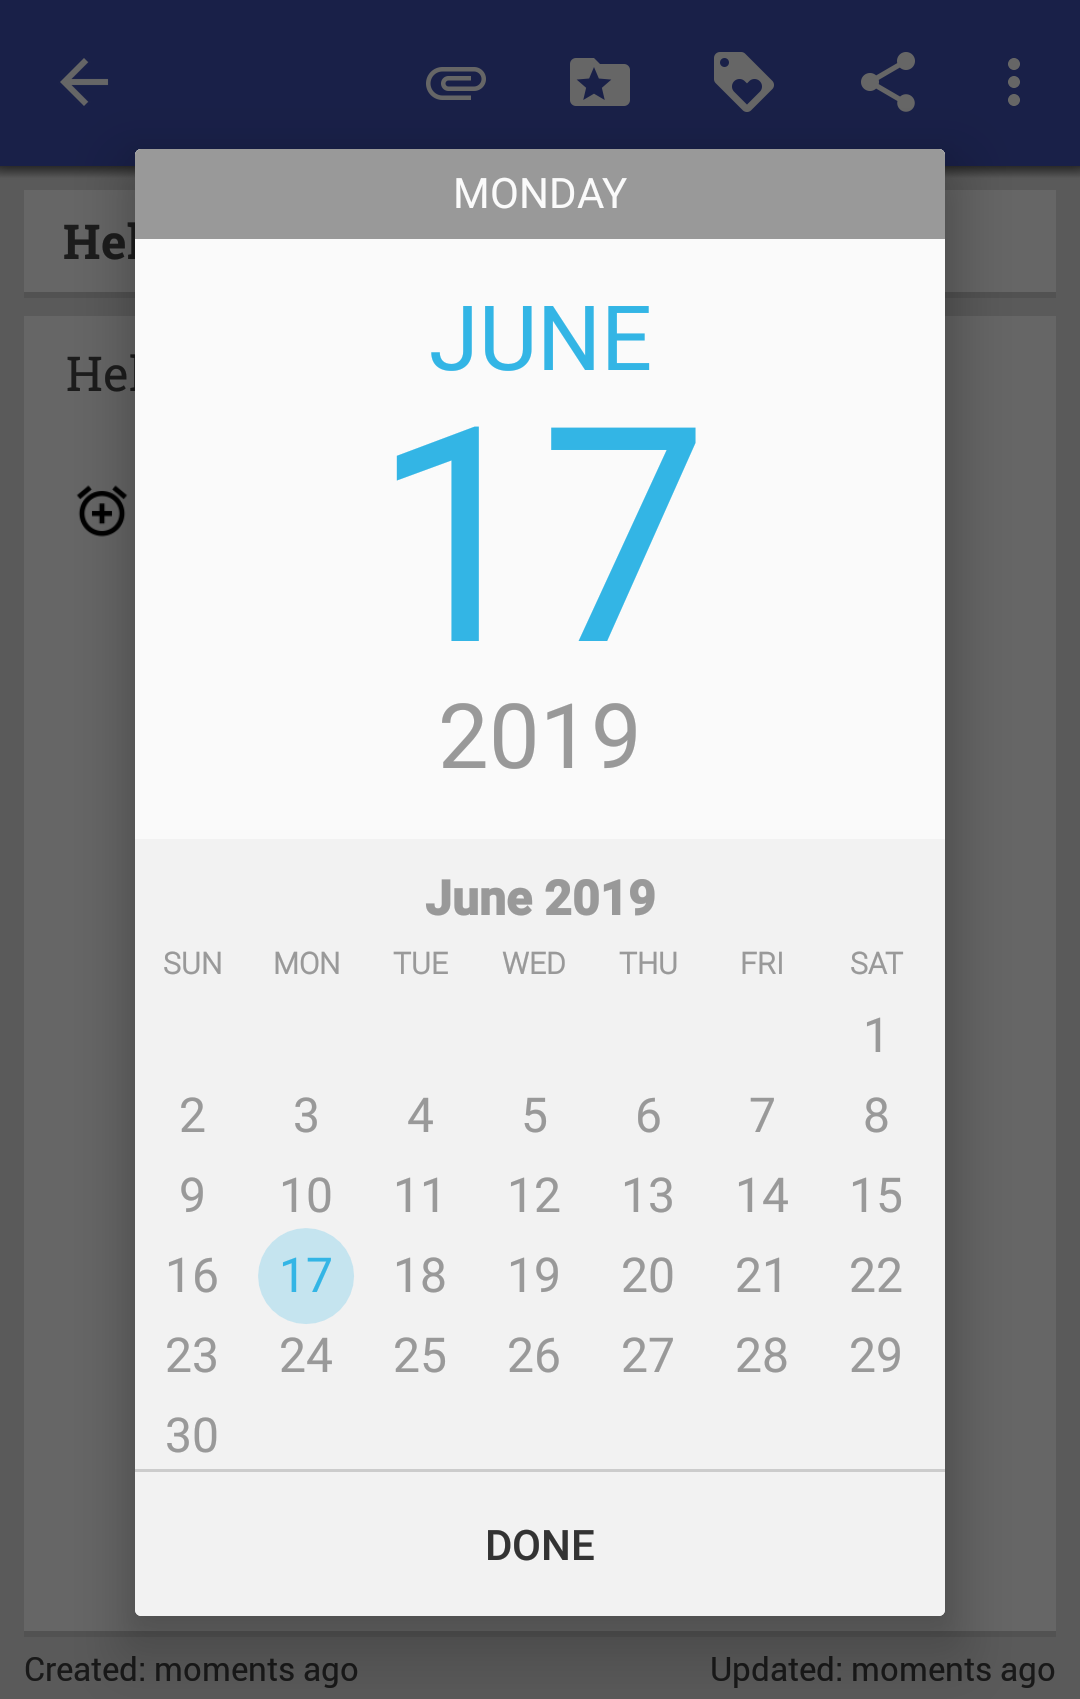 MONDAY
JUNE
17
2019
June 2019
SUN MON TUE WED THU FRI SAT
1
2 3 4 5 6 7 8
9 10 11 12 13 14 15
16 17 18 19 20 21 22
23 24 25 26 27 28 29
30
DONE
Created: moments ago
Updated: moments ago